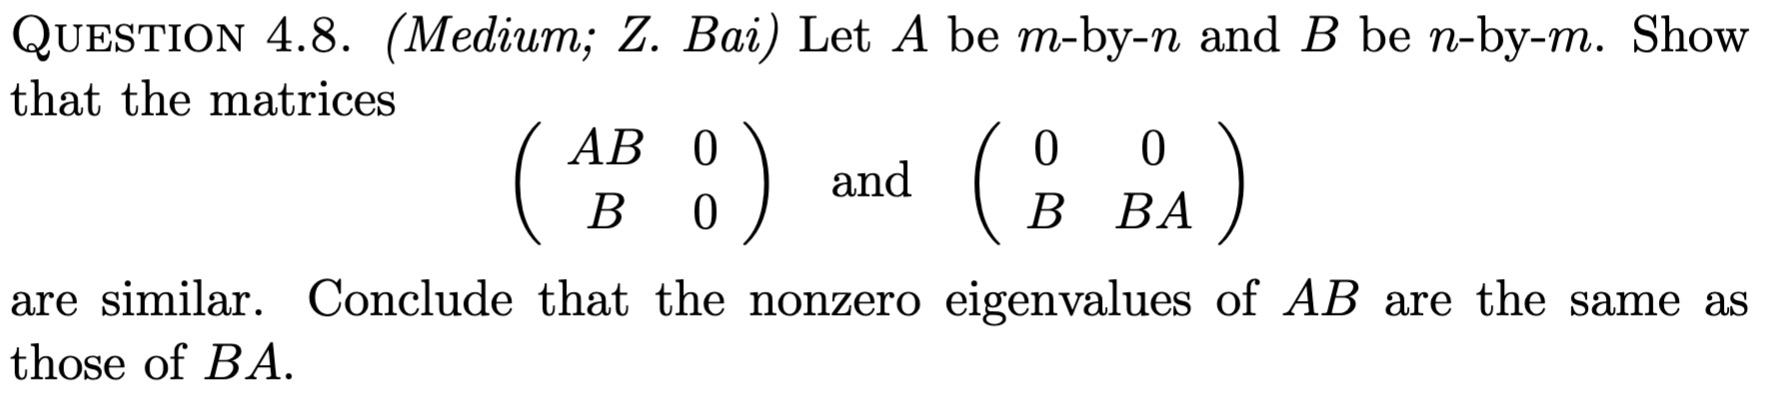 QUESTION 4.8. (Medium; Z. Bai) Let A be m-by-n and B be n-by-m. Show
that the matrices
( AB 0 ) and ( 0 0 )
( B 0 ) ( B BA )
are similar. Conclude that the nonzero eigenvalues of AB are the same as
those of BA.